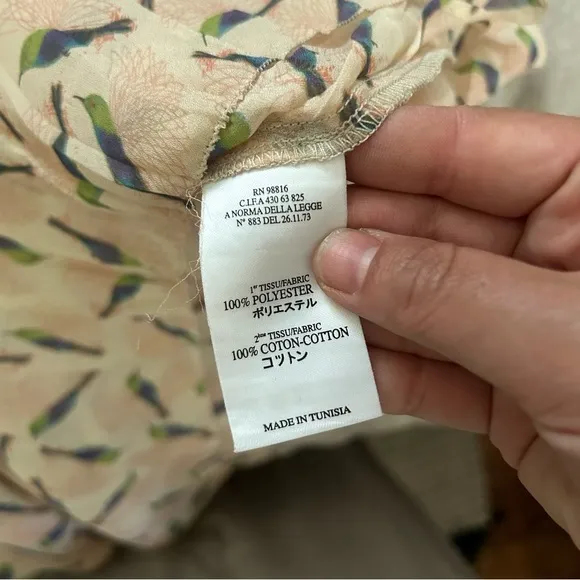 RN 98816
C.I.F.A 430 63 825
A NORMA DELLA LEGGE
N° 883 DEL 26.11.73
1er TISSU/FABRIC
100% POLYESTER
ポリエステル
2ème TISSU/FABRIC
100% COTON-COTTON
コットン
MADE IN TUNISIA